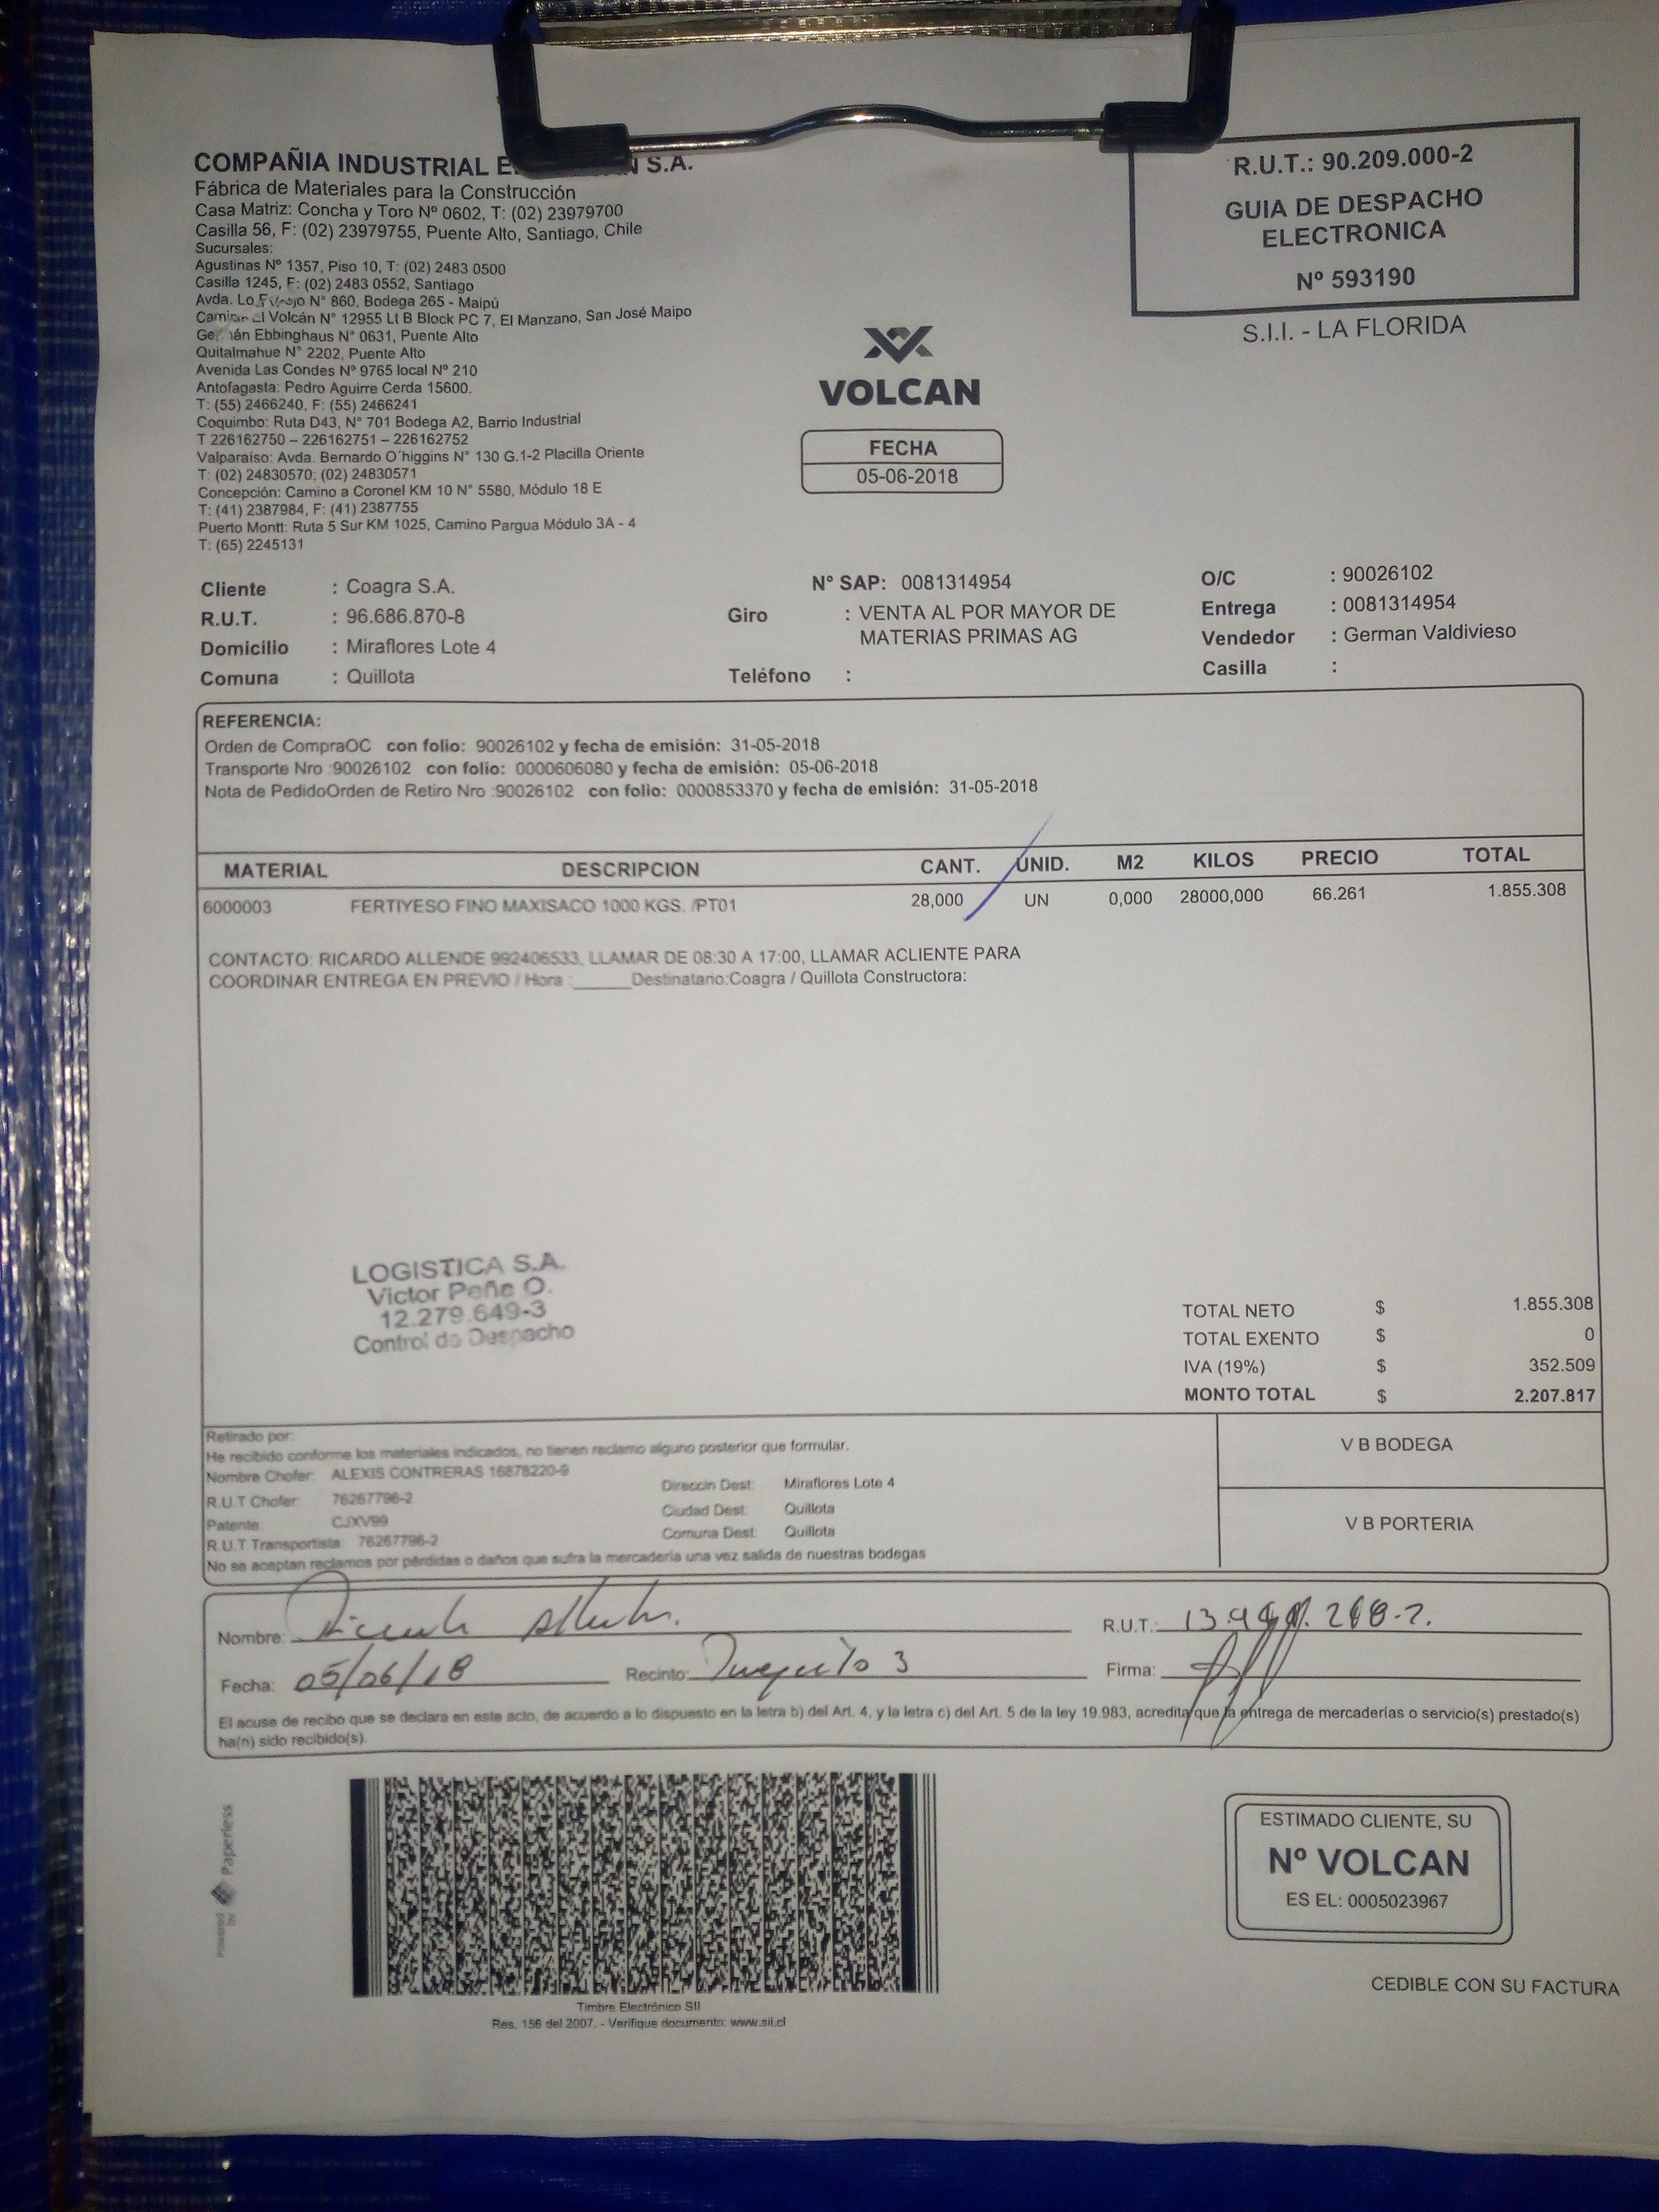 COMPAÑIA INDUSTRIAL E N S.A.
Fábrica de Materiales para la Construcción
Casa Matriz: Concha y Toro Nº 0602, T: (02) 23979700
Casilla 56, F: (02) 23979755, Puente Alto, Santiago, Chile
Sucursales:
Agustinas Nº 1357, Piso 10, T: (02) 2483 0500
Casilla 1245, F: (02) 2483 0552, Santiago
Avda. Lo N° 860, Bodega 265 - Maipú
el Volcán N° 12955 Lt B Block PC 7, El Manzano, San José Maipo
Ebbinghaus N° 0631, Puente Alto
Quitalmahue N° 2202, Puente Alto
Avenida Las Condes Nº 9765 local Nº 210
Antofagasta: Pedro Aguirre Cerda 15600.
T: (55) 2466240, F: (55) 2466241
Coquimbo: Ruta D43, N° 701 Bodega A2, Barrio Industrial
T 226162750 – 226162751 – 226162752
Valparaiso: Avda. Bernardo O´higgins N° 130 G.1-2 Placilla Oriente
T: (02) 24830570; (02) 24830571
Concepción: Camino a Coronel KM 10 N° 5580, Módulo 18 E
T: (41) 2387984, F: (41) 2387755
Puerto Montt: Ruta 5 Sur KM 1025, Camino Pargua Módulo 3A - 4
T: (65) 2245131
VOLCAN
FECHA
05-06-2018
R.U.T.: 90.209.000-2
GUIA DE DESPACHO
ELECTRONICA
Nº 593190
S.I.I. - LA FLORIDA
Cliente : Coagra S.A.
R.U.T. : 96.686.870-8
Domicilio : Miraflores Lote 4
Comuna : Quillota
N° SAP: 0081314954
Giro : VENTA AL POR MAYOR DE
MATERIAS PRIMAS AG
Teléfono :
O/C : 90026102
Entrega : 0081314954
Vendedor : German Valdivieso
Casilla :
REFERENCIA:
Orden de CompraOC con folio: 90026102 y fecha de emisión: 31-05-2018
Transporte Nro :90026102 con folio: 0000606080 y fecha de emisión: 05-06-2018
Nota de PedidoOrden de Retiro Nro :90026102 con folio: 0000853370 y fecha de emisión: 31-05-2018
MATERIAL DESCRIPCION CANT. UNID. M2 KILOS PRECIO TOTAL
6000003 FERTIYESO FINO MAXISACO 1000 KGS. /PT01 28,000 UN 0,000 28000,000 66.261 1.855.308
CONTACTO: RICARDO ALLENDE 992406533, LLAMAR DE 08:30 A 17:00, LLAMAR ACLIENTE PARA
COORDINAR ENTREGA EN PREVIO / Hora :______Destinatario:Coagra / Quillota Constructora:
LOGISTICA S.A.
Victor Peña O.
12.279.649-3
Control de Despacho
TOTAL NETO $ 1.855.308
TOTAL EXENTO $ 0
IVA (19%) $ 352.509
MONTO TOTAL $ 2.207.817
Retirado por:
He recibido conforme los materiales indicados, no tienen reclamo alguno posterior que formular.
Nombre Chofer: ALEXIS CONTRERAS 16878220-9
R.U.T Chofer: 76267796-2
Patente: CJXV99
R.U.T Transportista: 76267796-2
Direccin Dest: Miraflores Lote 4
Ciudad Dest: Quillota
Comuna Dest: Quillota
No se aceptan reclamos por pérdidas o daños que sufra la mercadería una vez salida de nuestras bodegas
V B BODEGA
V B PORTERIA
Nombre:
R.U.T.:
Fecha: 05/06/18
Recinto: 3
Firma:
El acuse de recibo que se declara en este acto, de acuerdo a lo dispuesto en la letra b) del Art. 4, y la letra c) del Art. 5 de la ley 19.983, acredita que la entrega de mercaderías o servicio(s) prestado(s)
ha(n) sido recibido(s).
Powered by Paperless
Timbre Electrónico SII
Res. 156 del 2007. - Verifique documento: www.sii.cl
ESTIMADO CLIENTE, SU
Nº VOLCAN
ES EL: 0005023967
CEDIBLE CON SU FACTURA